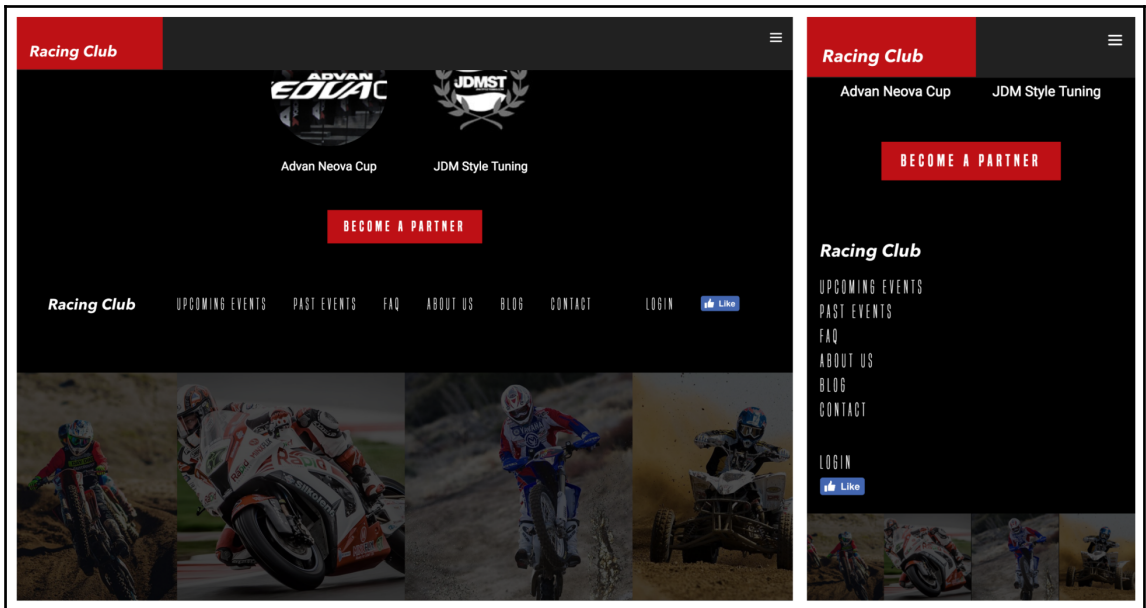 Racing Club
ADVAN
JDMST
Advan Neova Cup JDM Style Tuning
BECOME A PARTNER
Racing Club UPCOMING EVENTS PAST EVENTS FAQ ABOUT US BLOG CONTACT LOGIN Like
Racing Club
Advan Neova Cup JDM Style Tuning
BECOME A PARTNER
Racing Club
UPCOMING EVENTS
PAST EVENTS
FAQ
ABOUT US
BLOG
CONTACT
LOGIN
Like